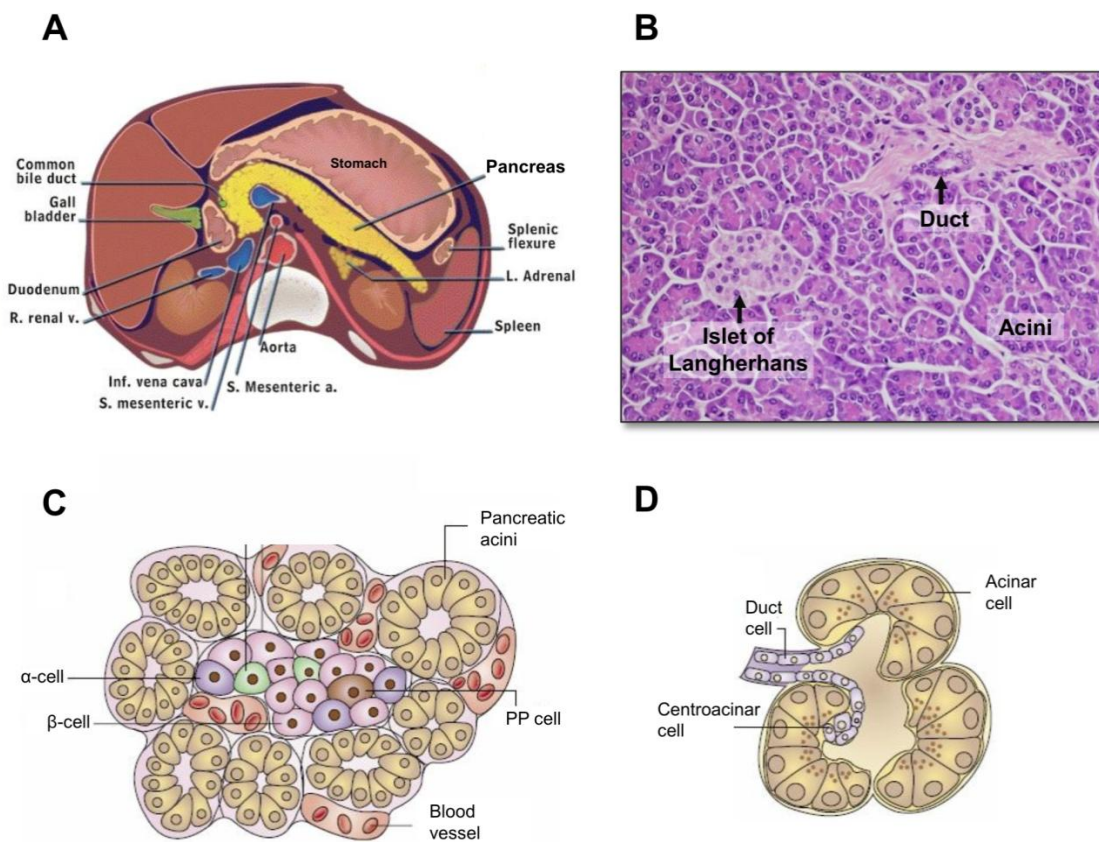 A
Common
bile duct
Gall
bladder
Duodenum
R. renal v.
Inf. vena cava
S. mesenteric v.
S. Mesenteric a.
Aorta
Stomach
Pancreas
Splenic
flexure
L. Adrenal
Spleen
B
Duct
Islet of
Langherhans
Acini
C
Pancreatic
acini
α-cell
β-cell
PP cell
Blood
vessel
D
Acinar
cell
Duct
cell
Centroacinar
cell